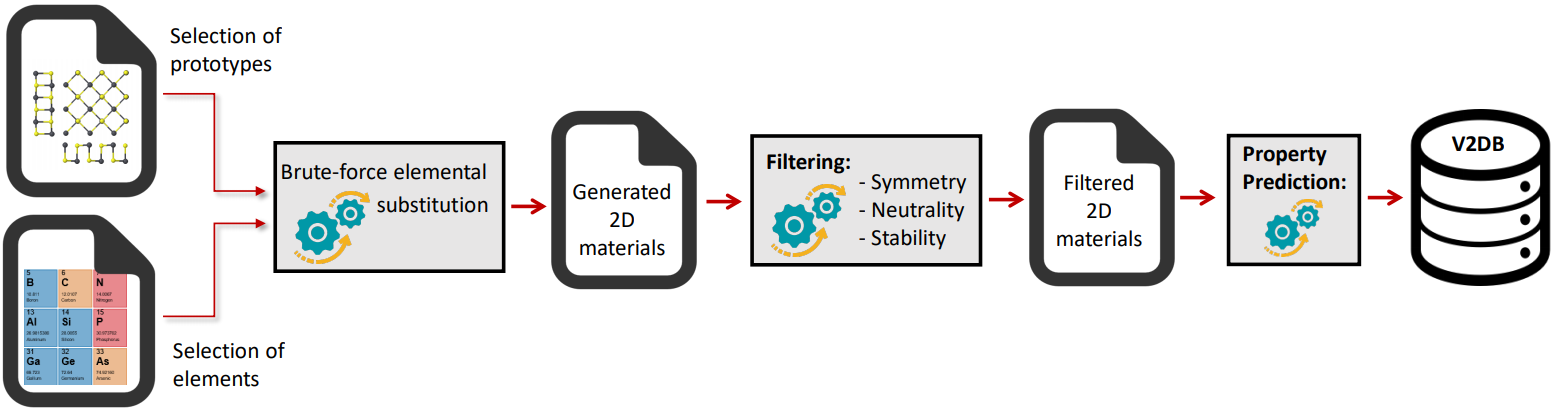 Selection of
prototypes
5
6
B
C
N
10.811
12.0107
14.0067
Boron
Carbon
Nitrogen
13
14
15
Al
Si
P
26.9815386
28.0855
30.973762
Aluminum
Silicon
Phosphorus
31
32
33
Ga
Ge
As
69.723
72.64
74.92160
Gallium
Germanium
Arsenic
Selection of
elements
Brute-force elemental
substitution
Generated
2D
materials
Filtering:
- Symmetry
- Neutrality
- Stability
Filtered
2D
materials
Property
Prediction:
V2DB